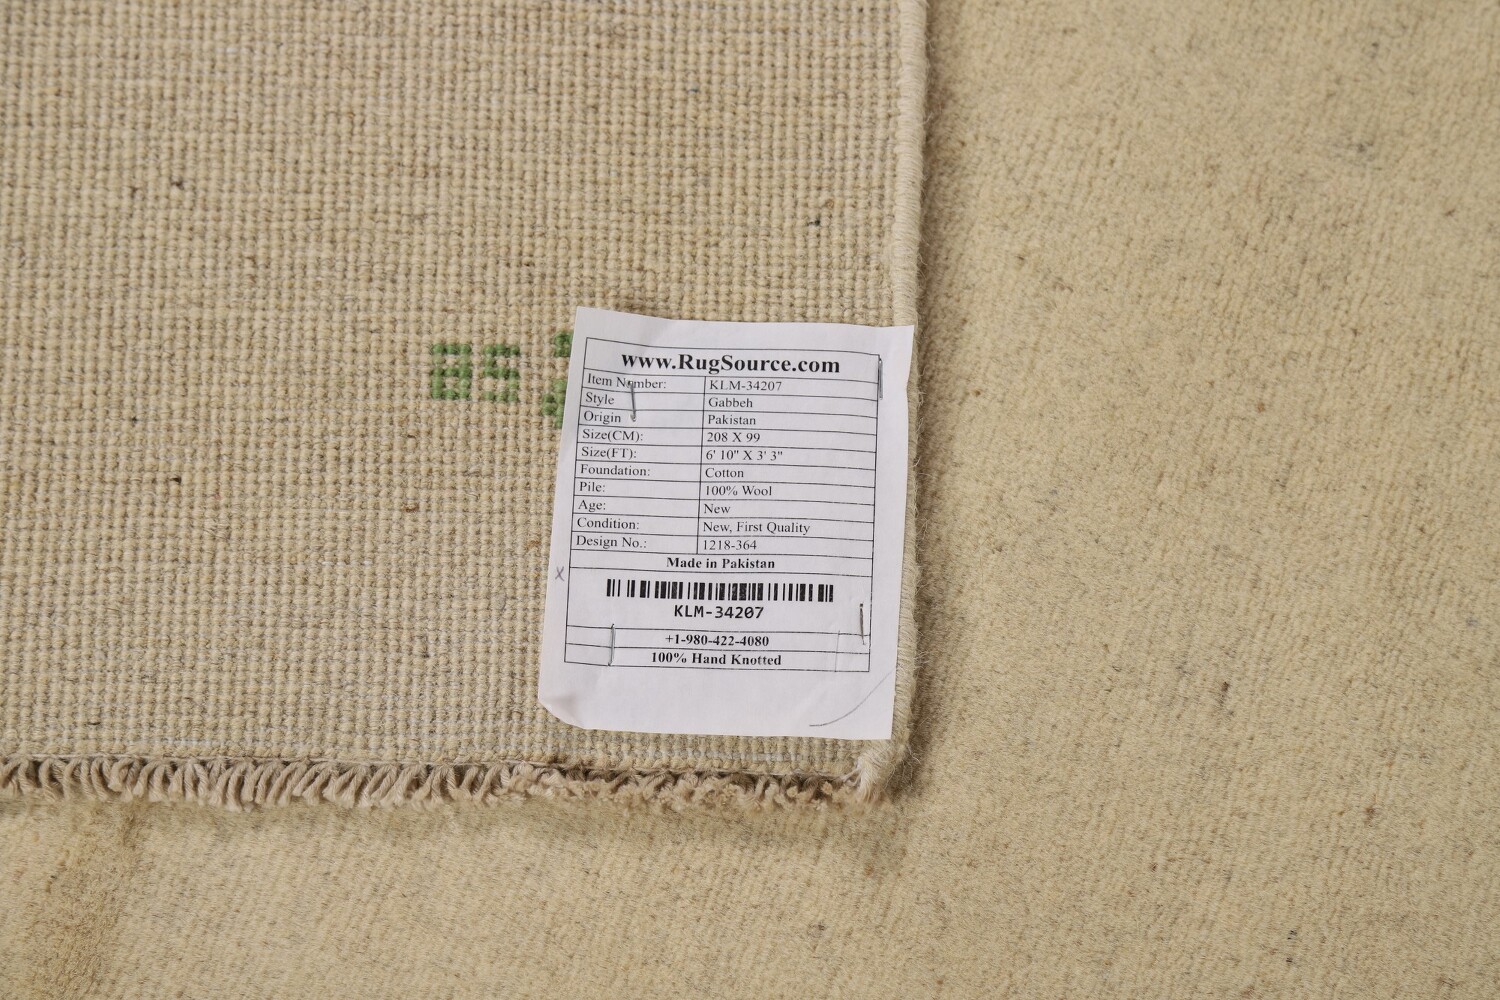 www.RugSource.com
Item Number: KLM-34207
Style Gabbeh
Origin Pakistan
Size(CM): 208 X 99
Size(FT): 6' 10" X 3' 3"
Foundation: Cotton
Pile: 100% Wool
Age: New
Condition: New, First Quality
Design No.: 1218-364
Made in Pakistan
KLM-34207
+1-980-422-4080
100% Hand Knotted